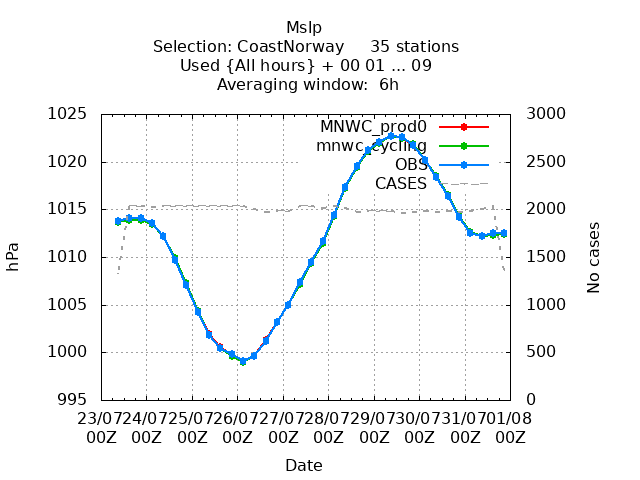 Mslp
Selection: CoastNorway     35 stations
Used {All hours} + 00 01 ... 09
Averaging window:  6h
hPa
1025
1020
1015
1010
1005
1000
995
MNWC_prod0
mnwc_cycling
OBS
CASES
3000
2500
2000
1500
1000
500
0
No cases
23/07 24/07 25/07 26/07 27/07 28/07 29/07 30/07 31/07 01/08
00Z 00Z 00Z 00Z 00Z 00Z 00Z 00Z 00Z 00Z
Date